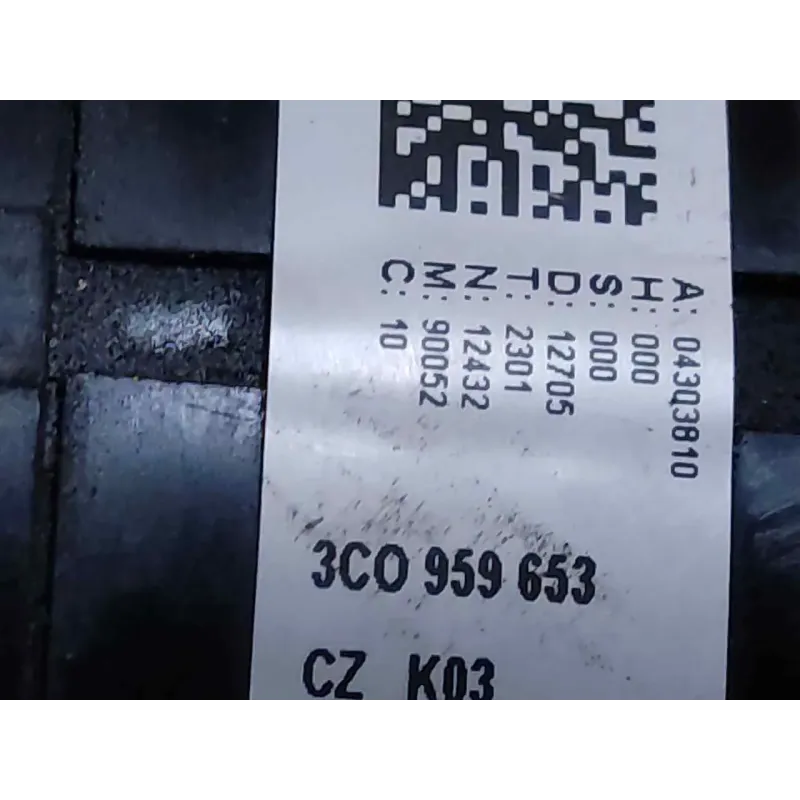 A: 043Q3810
H: 000
S: 000
D: 12705
T: 2301
N: 12432
M: 90052
C: 10
3C0 959 653
CZ K03